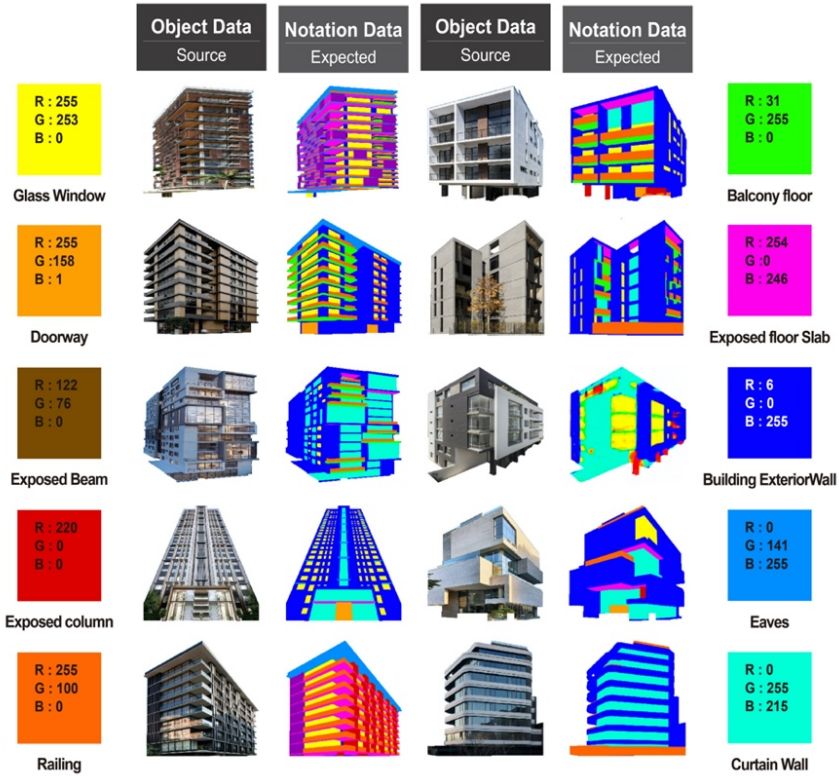 Object Data
Source
Notation Data
Expected
Object Data
Source
Notation Data
Expected
R : 255
G : 253
B : 0
Glass Window
R : 31
G : 255
B : 0
Balcony floor
R : 255
G :158
B : 1
Doorway
R : 254
G :0
B : 246
Exposed floor Slab
R : 122
G : 76
B : 0
Exposed Beam
R : 6
G : 0
B : 255
Building ExteriorWall
R : 220
G : 0
B : 0
Exposed column
R : 0
G : 141
B : 255
Eaves
R : 255
G : 100
B : 0
Railing
R : 0
G : 255
B : 215
Curtain Wall